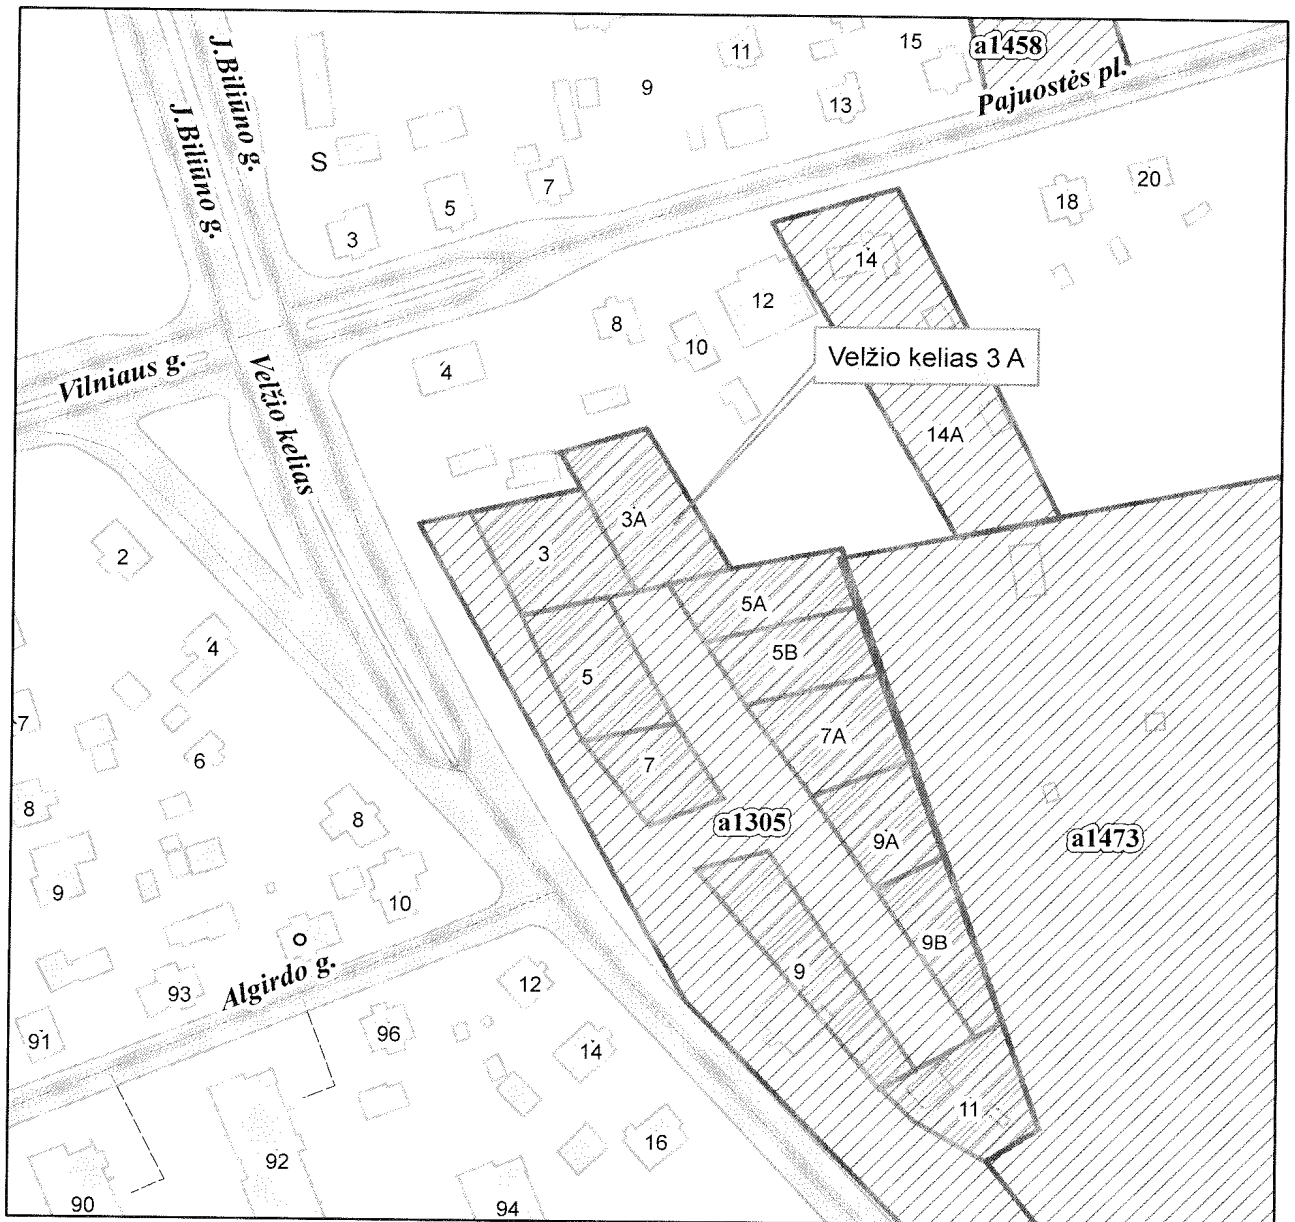 J.Biliūno g.
J.Biliūno g.
S
3
5
7
9
11
13
15
a1458
Pajuostės pl.
18
20
14
12
8
10
4
Velžio kelias 3 A
14A
Vilniaus g.
Velžio kelias
3A
3
5A
5B
5
7A
7
a1305
9A
a1473
9B
9
11
2
4
7
6
8
8
9
10
Algirdo g.
93
91
12
96
14
16
92
90
94